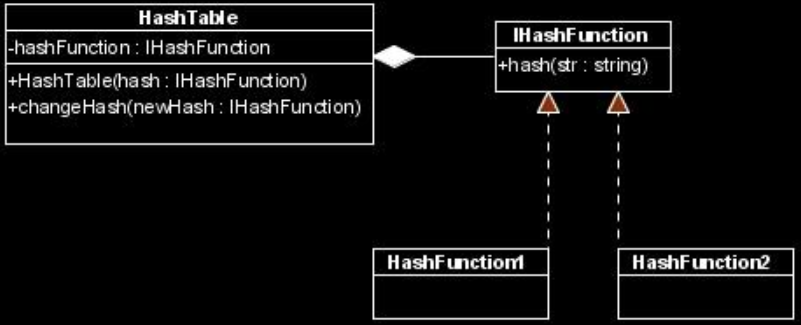 HashTable
-hashFunction : IHashFunction
+HashTable(hash : IHashFunction)
+changeHash(newHash : IHashFunction)
IHashFunction
+hash(str : string)
HashFunction1
HashFunction2